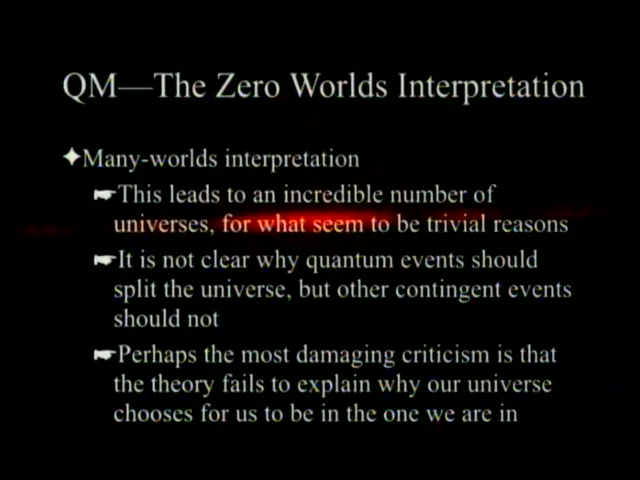 QM—The Zero Worlds Interpretation
Many-worlds interpretation
This leads to an incredible number of
universes, for what seem to be trivial reasons
It is not clear why quantum events should
split the universe, but other contingent events
should not
Perhaps the most damaging criticism is that
the theory fails to explain why our universe
chooses for us to be in the one we are in